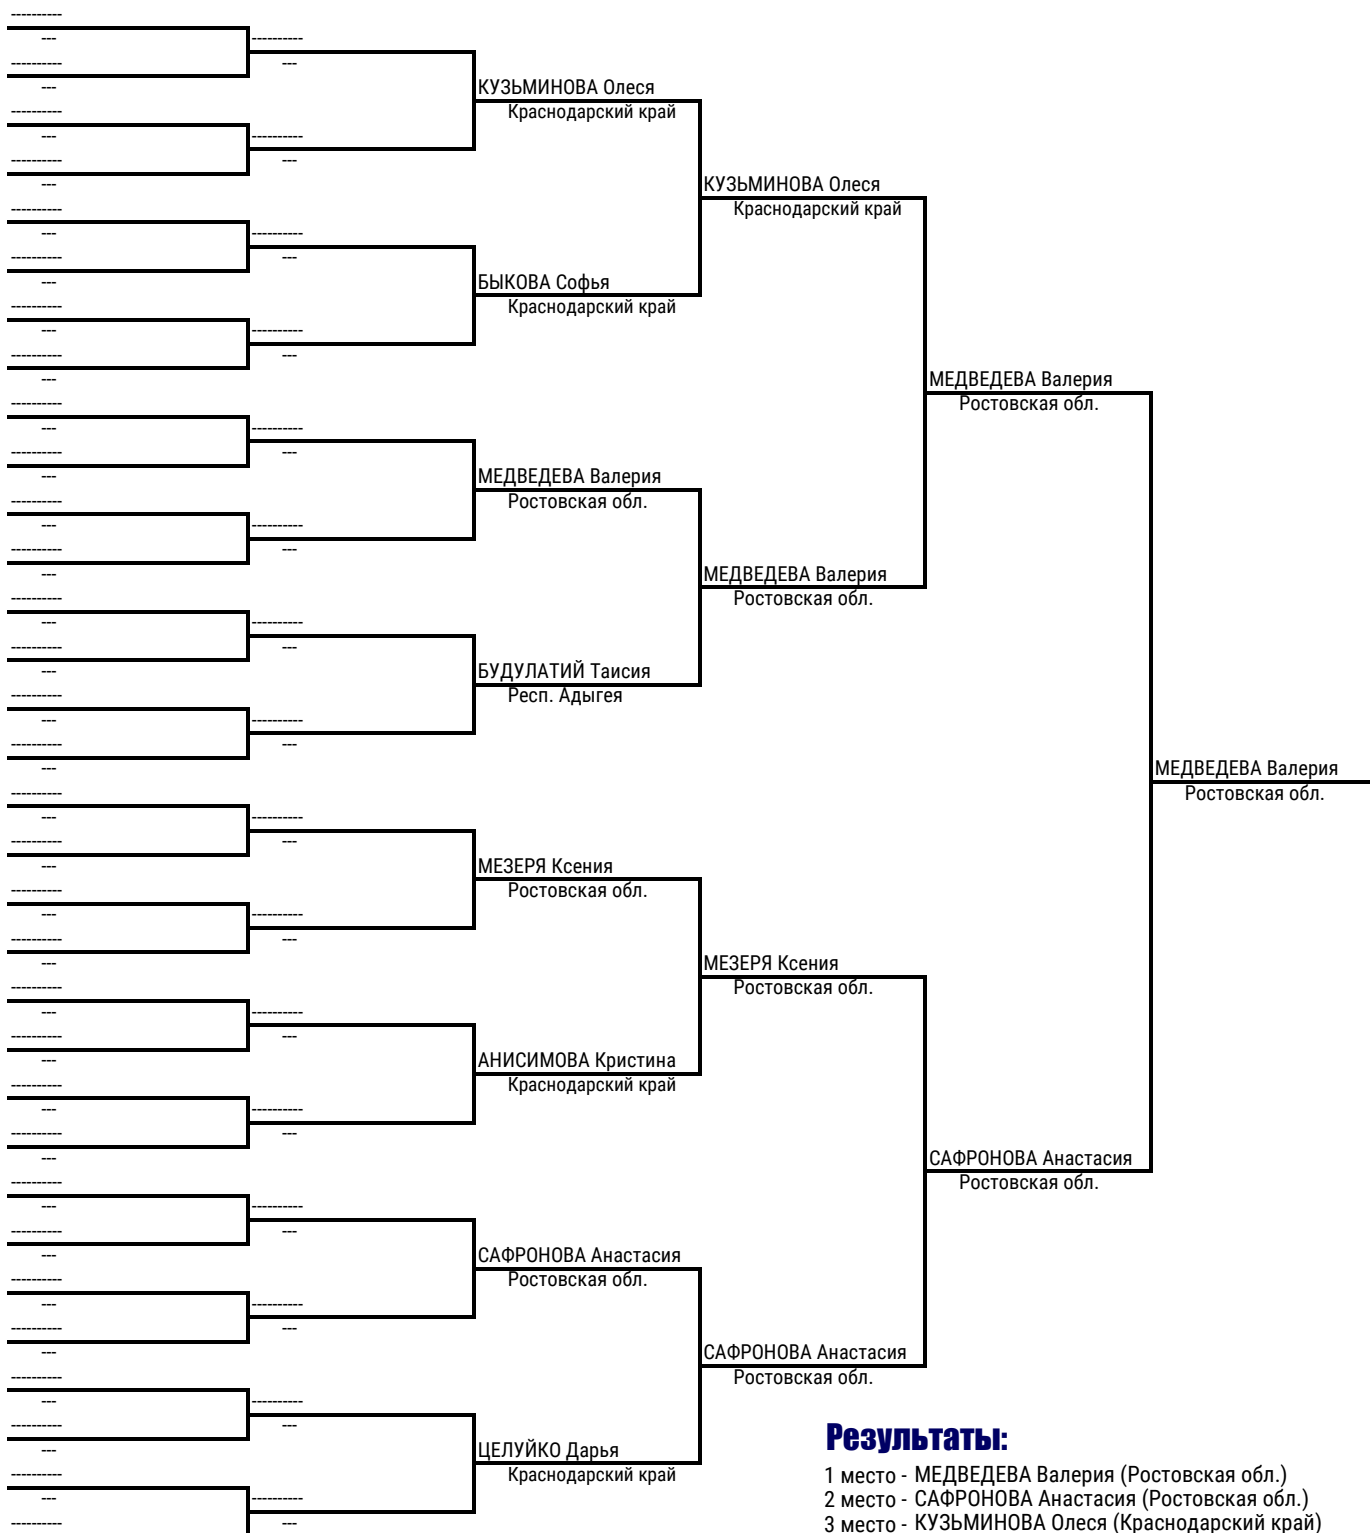 ----------
---
----------
---
----------
---
----------
---
----------
---
----------
---
----------
---
----------
---
----------
---
----------
---
----------
---
----------
---
----------
---
----------
---
----------
---
----------
---
----------
---
----------
---
----------
---
----------
---
----------
---
----------
---
----------
---
----------
---
----------
---
----------
---
----------
---
----------
---
----------
---
----------
---
----------
---
----------
----------
---
----------
---
----------
---
----------
---
----------
---
----------
---
----------
---
----------
---
----------
---
----------
---
----------
---
----------
---
----------
---
----------
---
----------
---
----------
---
КУЗЬМИНОВА Олеся
Краснодарский край
БЫКОВА Софья
Краснодарский край
МЕДВЕДЕВА Валерия
Ростовская обл.
БУДУЛАТИЙ Таисия
Респ. Адыгея
МЕЗЕРЯ Ксения
Ростовская обл.
АНИСИМОВА Кристина
Краснодарский край
САФРОНОВА Анастасия
Ростовская обл.
ЦЕЛУЙКО Дарья
Краснодарский край
КУЗЬМИНОВА Олеся
Краснодарский край
МЕДВЕДЕВА Валерия
Ростовская обл.
МЕЗЕРЯ Ксения
Ростовская обл.
САФРОНОВА Анастасия
Ростовская обл.
МЕДВЕДЕВА Валерия
Ростовская обл.
САФРОНОВА Анастасия
Ростовская обл.
МЕДВЕДЕВА Валерия
Ростовская обл.
Результаты:
1 место - МЕДВЕДЕВА Валерия (Ростовская обл.)
2 место - САФРОНОВА Анастасия (Ростовская обл.)
3 место - КУЗЬМИНОВА Олеся (Краснодарский край)